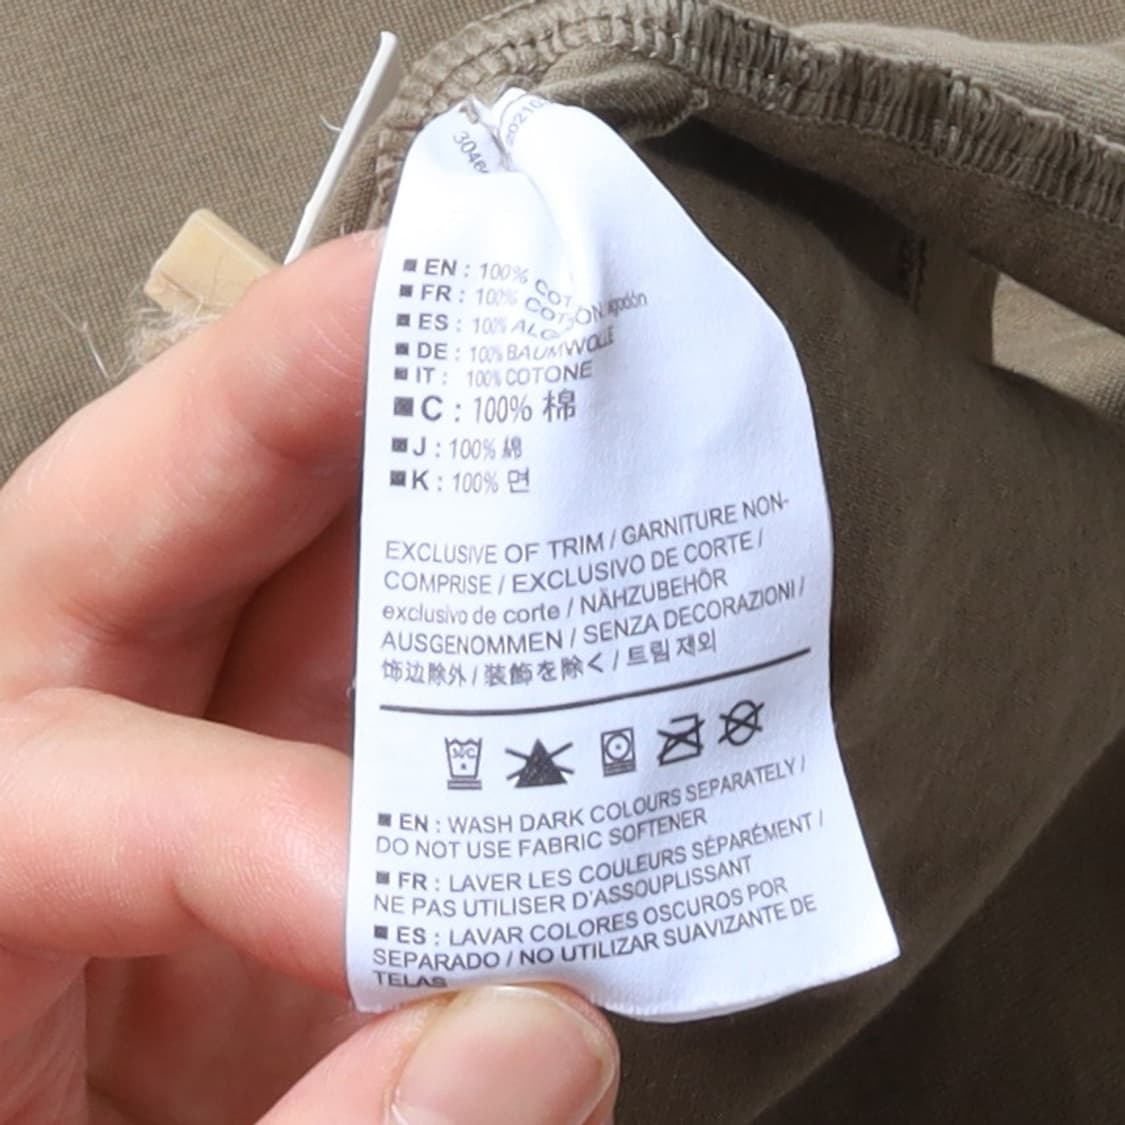 3046
EN : 100% COTTON
FR : 100% COTON algodón
ES : 100%
DE : 100% BAUMWOLLE
IT : 100% COTONE
C : 100% 棉
J : 100% 綿
K : 100% 면
EXCLUSIVE OF TRIM / GARNITURE NON-
COMPRISE / EXCLUSIVO DE CORTE /
exclusivo de corte / NÄHZUBEHÖR
AUSGENOMMEN / SENZA DECORAZIONI /
饰边除外 / 装飾を除く / 트림 제외
30°C
EN : WASH DARK COLOURS SEPARATELY /
DO NOT USE FABRIC SOFTENER
FR : LAVER LES COULEURS SÉPARÉMENT /
NE PAS UTILISER D'ASSOUPLISSANT
ES : LAVAR COLORES OSCUROS POR
SEPARADO / NO UTILIZAR SUAVIZANTE DE
TELAS